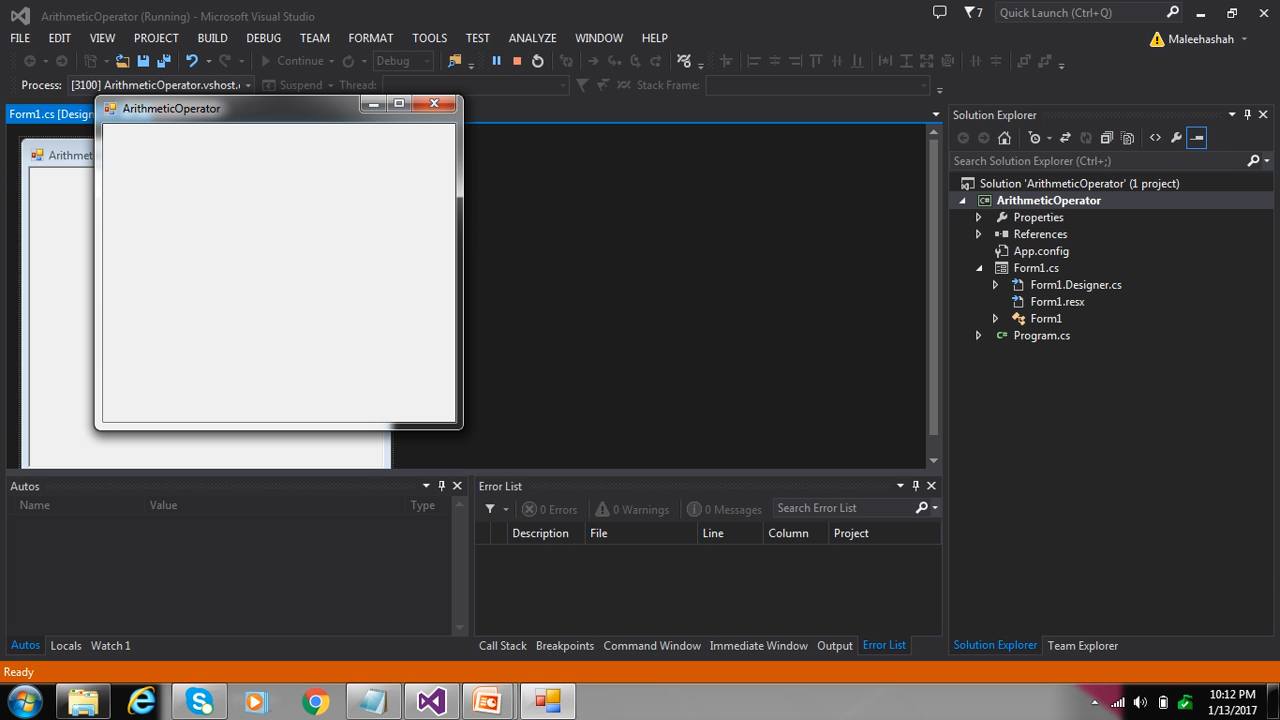 ArithmeticOperator (Running) - Microsoft Visual Studio
7
Quick Launch (Ctrl+Q)
FILE EDIT VIEW PROJECT BUILD DEBUG TEAM FORMAT TOOLS TEST ANALYZE WINDOW HELP
Maleehashah
Continue Debug
Process: [3100] ArithmeticOperator.vshost. Suspend Thread: Stack Frame:
Form1.cs [Design
ArithmeticOperator
Arithmet
Solution Explorer
Search Solution Explorer (Ctrl+;)
Solution 'ArithmeticOperator' (1 project)
ArithmeticOperator
Properties
References
App.config
Form1.cs
Form1.Designer.cs
Form1.resx
Form1
Program.cs
Autos
Name Value Type
Error List
0 Errors 0 Warnings 0 Messages Search Error List
Description File Line Column Project
Autos Locals Watch 1
Call Stack Breakpoints Command Window Immediate Window Output Error List
Solution Explorer Team Explorer
Ready
10:12 PM
1/13/2017